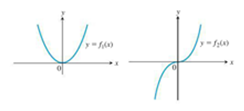 y
y = f₁(x)
0
x
y
y = f₂(x)
0
x